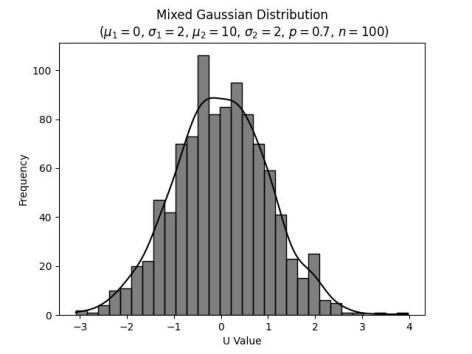 Mixed Gaussian Distribution
(μ₁ = 0, σ₁ = 2, μ₂ = 10, σ₂ = 2, p = 0.7, n = 100)
100
80
60
40
20
0
Frequency
−3 −2 −1 0 1 2 3 4
U Value